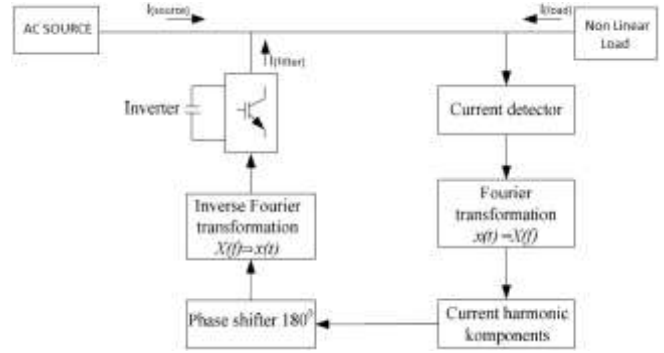 I(source)
I(load)
AC SOURCE
Non Linear
Load
I(filter)
Inverter
Current detector
Inverse Fourier
transformation
X(f)=x(t)
Fourier
transformation
x(t)=X(f)
Phase shifter 180⁰
Current harmonic
komponents